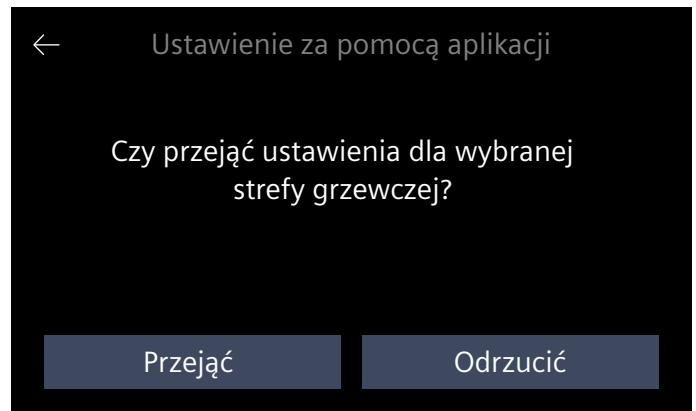 Ustawienie za pomocą aplikacji
Czy przejąć ustawienia dla wybranej
strefy grzewczej?
Przejąć
Odrzucić